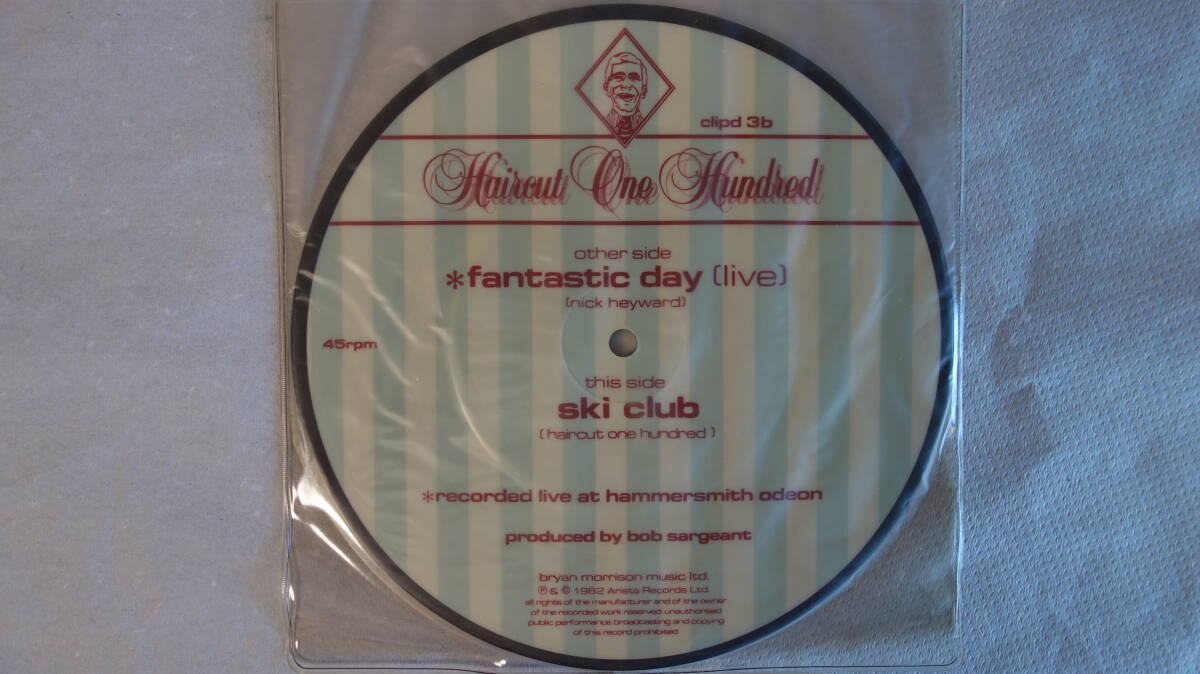 clipd 3b
Haircut One Hundred
other side
*fantastic day (live)
(nick heyward)
45rpm
this side
ski club
( haircut one hundred )
*recorded live at hammersmith odeon
produced by bob sargeant
bryan morrison music ltd.
℗ & © 1982 Arista Records Ltd.
all rights of the manufacturer and of the owner
of the recorded work reserved. unauthorised
public performance broadcasting and copying
of this record prohibited